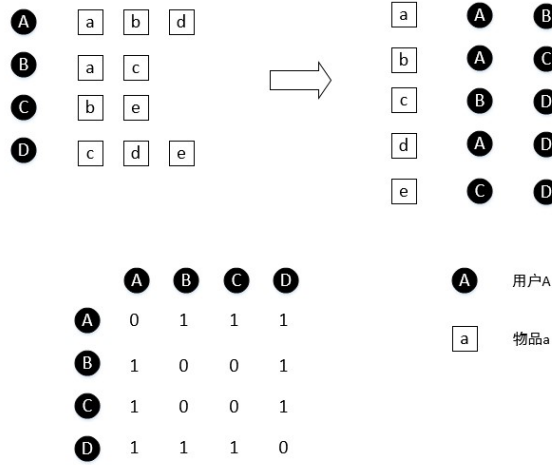 A a b d
B a c
C b e
D c d e
a A B
b A C
c B D
d A D
e C D
A B C D
A 0 1 1 1
B 1 0 0 1
C 1 0 0 1
D 1 1 1 0
A 用户A
a 物品a